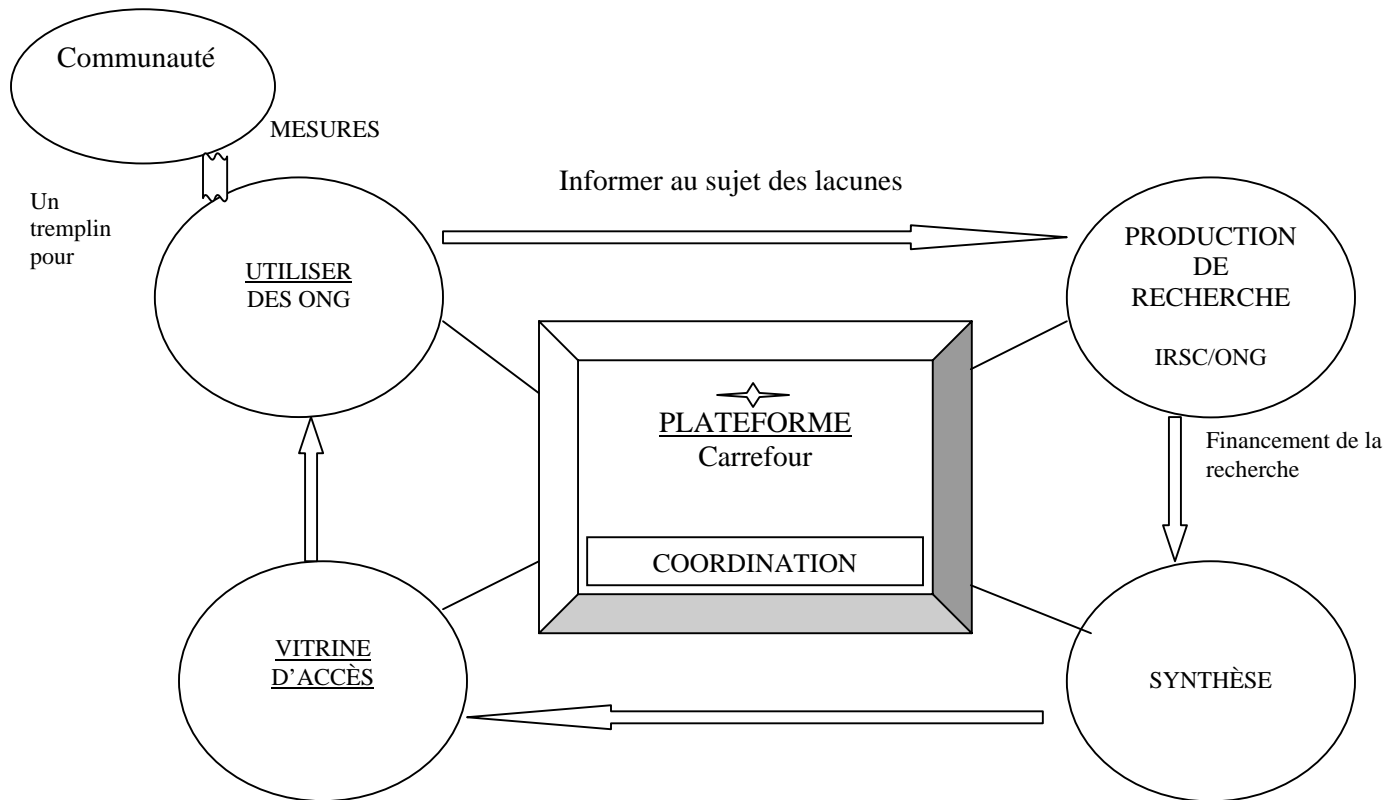 Communauté
MESURES
Un
tremplin
pour
Informer au sujet des lacunes
UTILISER
DES ONG
PRODUCTION
DE
RECHERCHE
IRSC/ONG
PLATEFORME
Carrefour
COORDINATION
Financement de la
recherche
VITRINE
D’ACCÈS
SYNTHÈSE